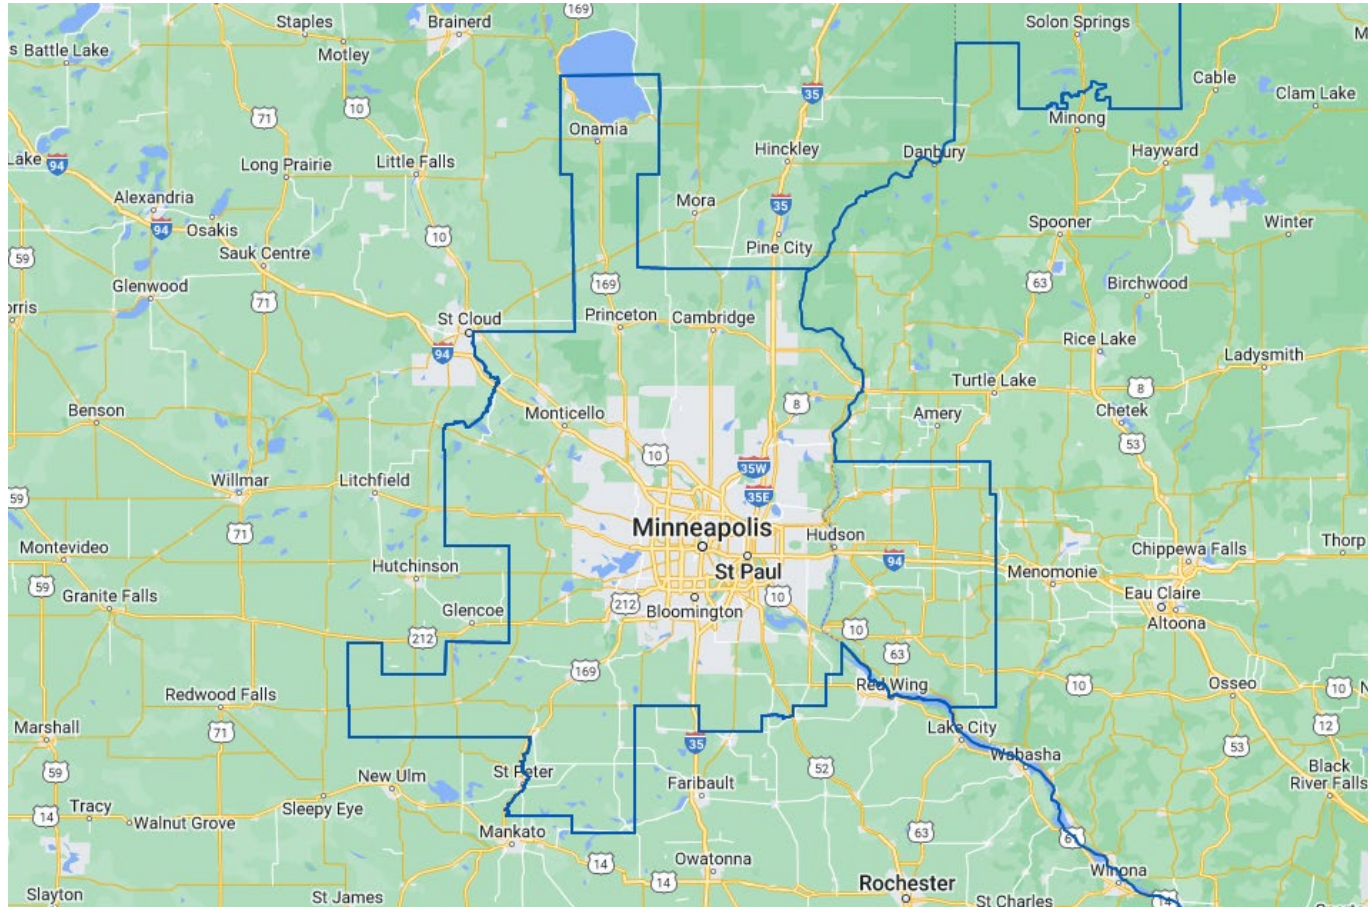 169
Staples
Brainerd
Solon Springs
s Battle Lake
Motley
M
35
Cable
10
Clam Lake
71
Minong
Onamia
Lake
94
Long Prairie
Little Falls
Hinckley
Danbury
Hayward
Alexandria
Mora
35
Osakis
94
10
Pine City
Spooner
Winter
59
Sauk Centre
Glenwood
71
169
63
Birchwood
orris
St Cloud
Princeton
Cambridge
Rice Lake
94
Ladysmith
Turtle Lake
8
Benson
Monticello
8
Amery
Chetek
53
10
35W
Willmar
Litchfield
35E
59
71
Minneapolis
Hudson
Montevideo
Chippewa Falls
Thorp
94
Hutchinson
St Paul
Menomonie
59
Granite Falls
Glencoe
212
Bloomington
10
Eau Claire
Altoona
212
10
63
169
Red Wing
10
Osseo
10
N
Redwood Falls
Marshall
71
35
Lake City
12
53
Wabasha
59
New Ulm
St Peter
Faribault
52
Black
River Falls
Tracy
14
Walnut Grove
Sleepy Eye
Mankato
63
14
Owatonna
14
Winona
Slayton
St James
Rochester
St Charles
14